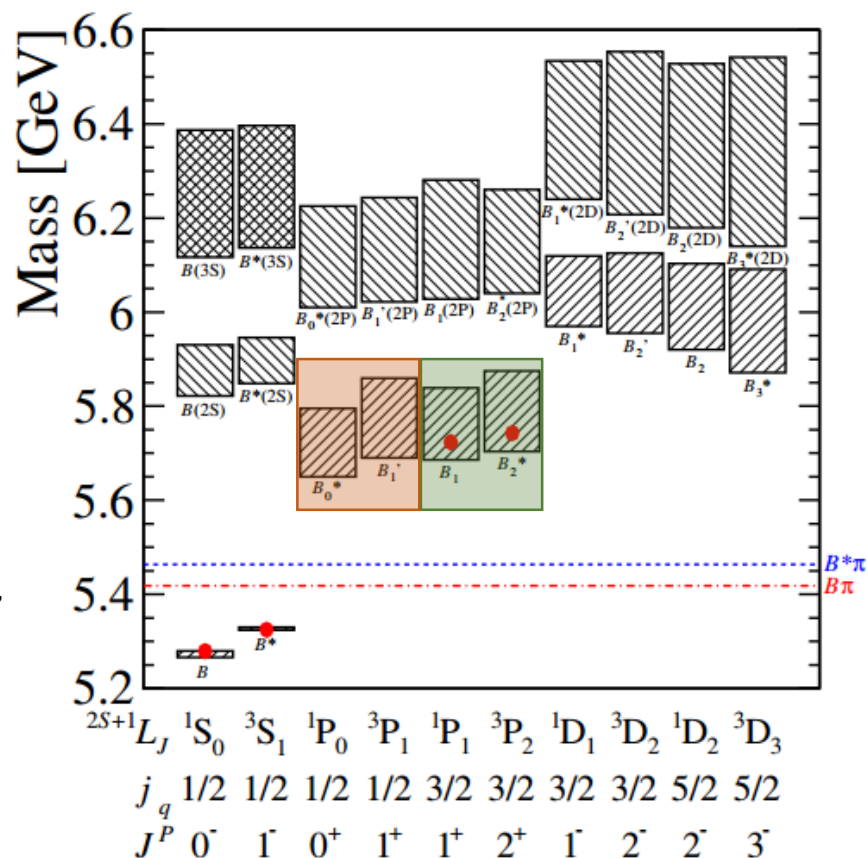 Mass [GeV]
6.6
6.4
6.2
6
5.8
5.6
5.4
5.2
B(3S) B*(3S)
B₀*(2P) B₁'(2P) B₁(2P) B₂*(2P)
B₁*(2D) B₂'(2D) B₂(2D) B₃*(2D)
B₁* B₂' B₂ B₃*
B(2S) B*(2S)
B₀* B₁' B₁ B₂*
B*π
Bπ
B B*
²ˢ⁺¹L_J ¹S₀ ³S₁ ¹P₀ ³P₁ ¹P₁ ³P₂ ¹D₁ ³D₂ ¹D₂ ³D₃
j_q 1/2 1/2 1/2 1/2 3/2 3/2 3/2 3/2 5/2 5/2
Jᴾ 0⁻ 1⁻ 0⁺ 1⁺ 1⁺ 2⁺ 1⁻ 2⁻ 2⁻ 3⁻